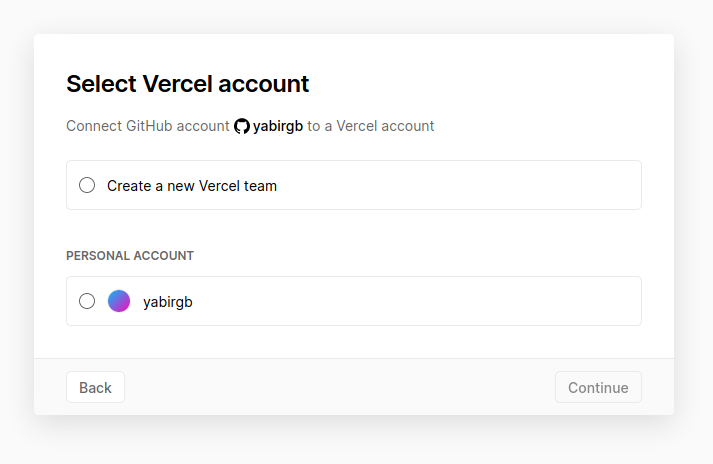 Select Vercel account
Connect GitHub account yabirgb to a Vercel account
Create a new Vercel team
PERSONAL ACCOUNT
yabirgb
Back
Continue